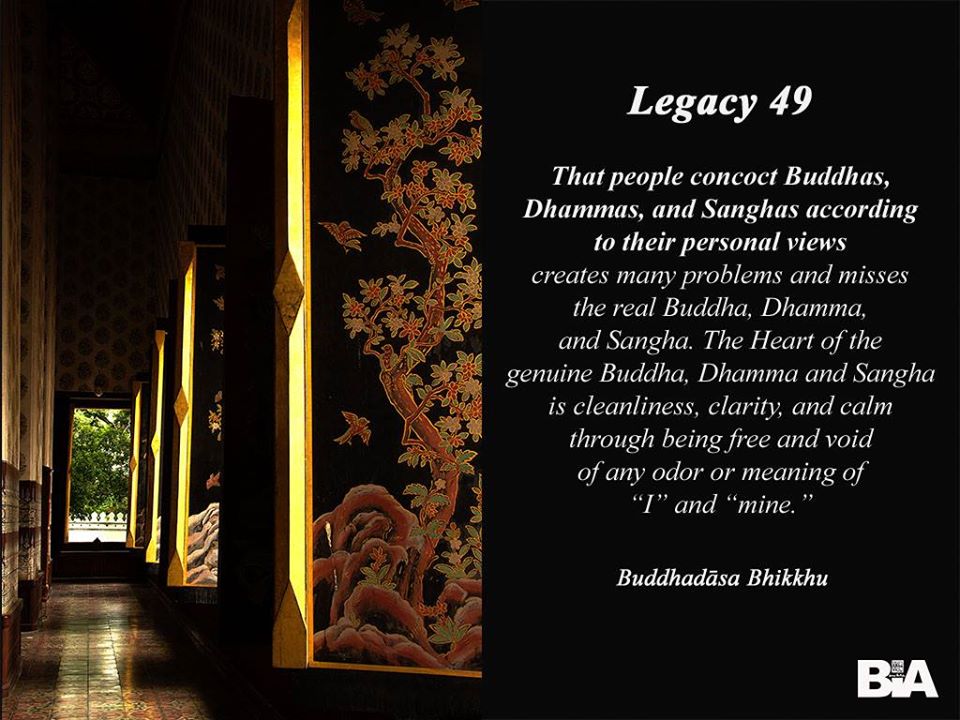 Legacy 49
That people concoct Buddhas,
Dhammas, and Sanghas according
to their personal views
creates many problems and misses
the real Buddha, Dhamma,
and Sangha. The Heart of the
genuine Buddha, Dhamma and Sangha
is cleanliness, clarity, and calm
through being free and void
of any odor or meaning of
“I” and “mine.”
Buddhadāsa Bhikkhu
BiA